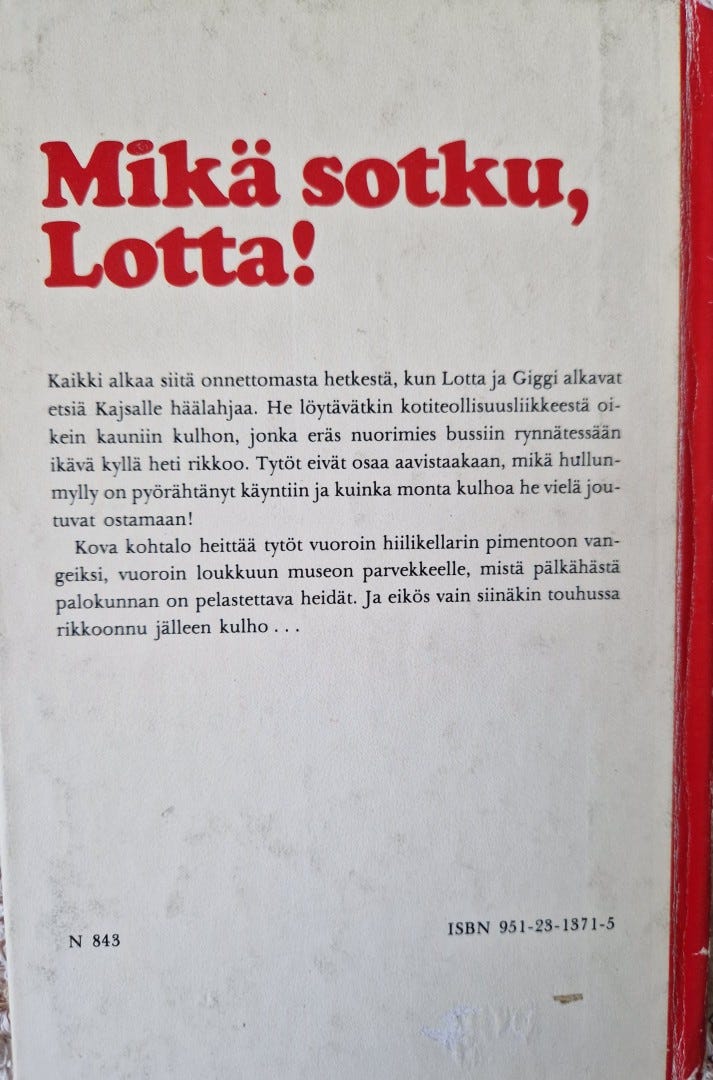 Mikä sotku,
Lotta!
Kaikki alkaa siitä onnettomasta hetkestä, kun Lotta ja Giggi alkavat
etsiä Kajsalle häälahjaa. He löytävätkin kotiteollisuusliikkeestä oi-
kein kauniin kulhon, jonka eräs nuorimies bussiin rynnätessään
ikävä kyllä heti rikkoo. Tytöt eivät osaa aavistaakaan, mikä hullun-
mylly on pyörähtänyt käyntiin ja kuinka monta kulhoa he vielä jou-
tuvat ostamaan!
Kova kohtalo heittää tytöt vuoroin hiilikellarin pimentoon van-
geiksi, vuoroin loukkuun museon parvekkeelle, mistä pälkähästä
palokunnan on pelastettava heidät. Ja eikös vain siinäkin touhussa
rikkoonnu jälleen kulho . . .
N 843
ISBN 951-23-1371-5